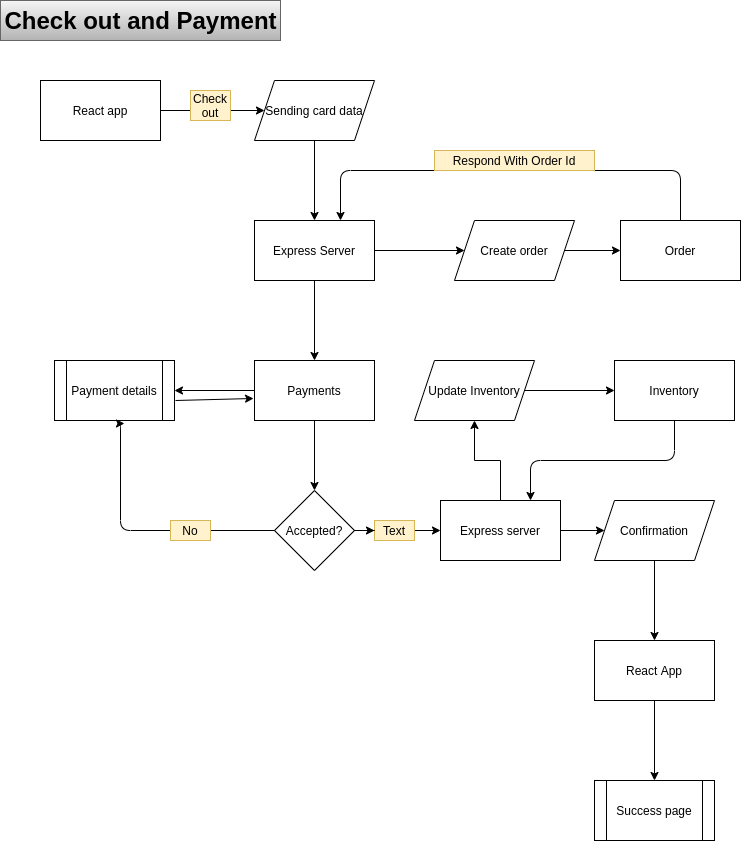 Check out and Payment
React app
Check
out
Sending card data
Respond With Order Id
Express Server
Create order
Order
Payment details
Payments
Update Inventory
Inventory
No
Accepted?
Text
Express server
Confirmation
React App
Success page